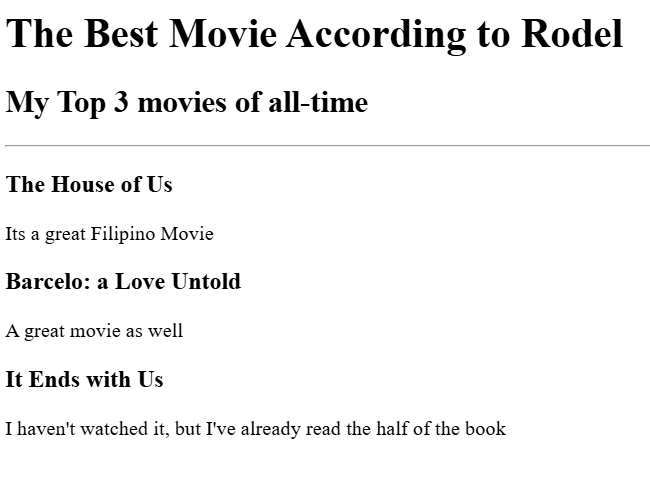 The Best Movie According to Rodel
My Top 3 movies of all-time
The House of Us
Its a great Filipino Movie
Barcelo: a Love Untold
A great movie as well
It Ends with Us
I haven't watched it, but I've already read the half of the book